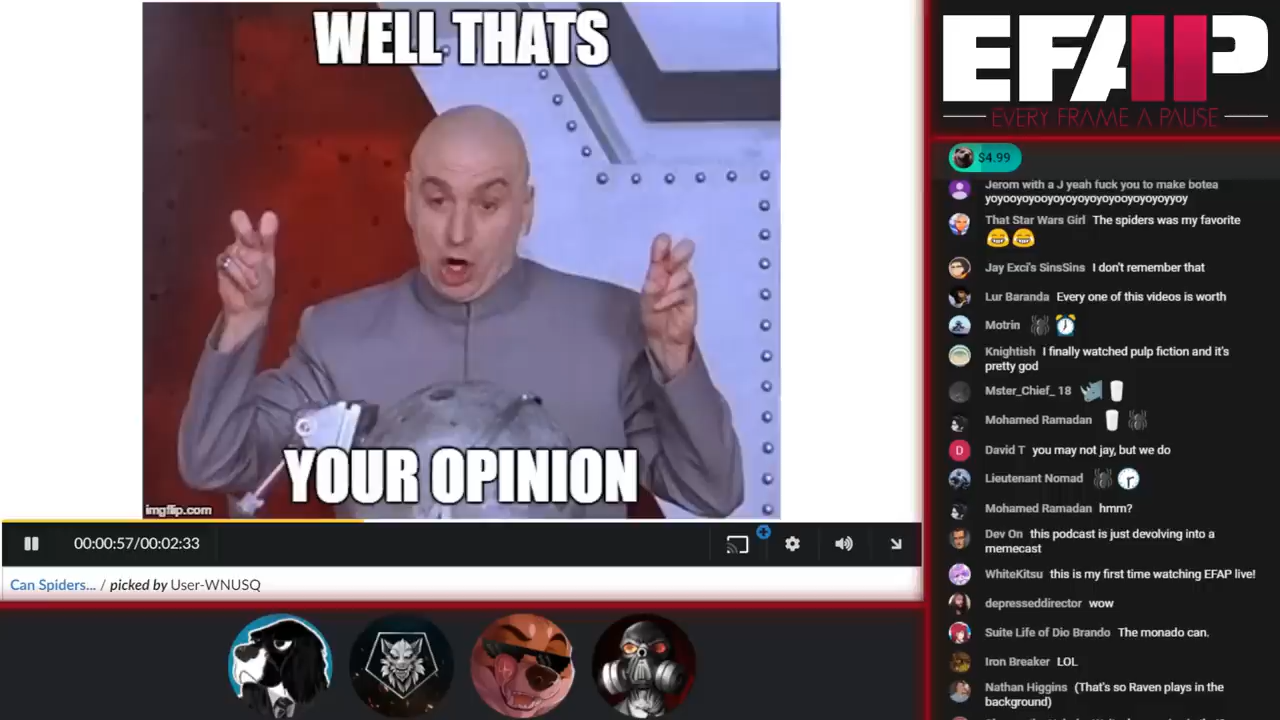 WELL THATS
YOUR OPINION
imgflip.com
00:00:57/00:02:33
Can Spiders... / picked by User-WNUSQ
EFAP
EVERY FRAME A PAUSE
$4.99
Jerom with a J yeah fuck you to make botea
yoyooyoyooyoyoyoyoyooyoyoyoyyoy
That Star Wars Girl The spiders was my favorite
Jay Exci's SinsSins I don't remember that
Lur Baranda Every one of this videos is worth
Motrin
Knightish I finally watched pulp fiction and it's
pretty god
Mster_Chief_ 18
Mohamed Ramadan
D David T you may not jay, but we do
Lieutenant Nomad
Mohamed Ramadan hmm?
Dev On this podcast is just devolving into a
memecast
WhiteKitsu this is my first time watching EFAP live!
depresseddirector wow
Suite Life of Dio Brando The monado can.
Iron Breaker LOL
Nathan Higgins (That's so Raven plays in the
background)